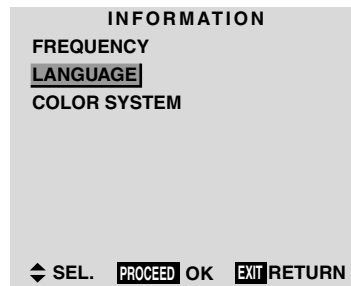 INFORMATION
FREQUENCY
LANGUAGE
COLOR SYSTEM
SEL. PROCEED OK EXIT RETURN